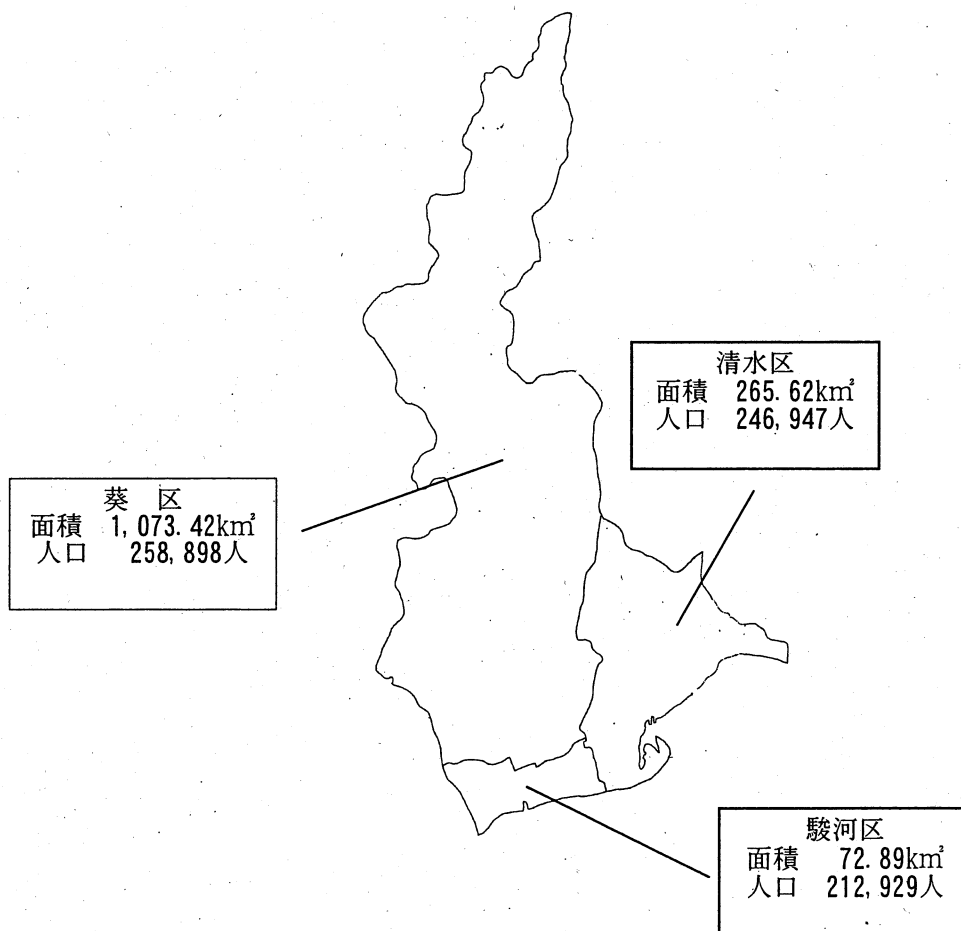 清水区
面積 265.62km²
人口 246,947人
葵 区
面積 1,073.42km²
人口 258,898人
駿河区
面積 72.89km²
人口 212,929人